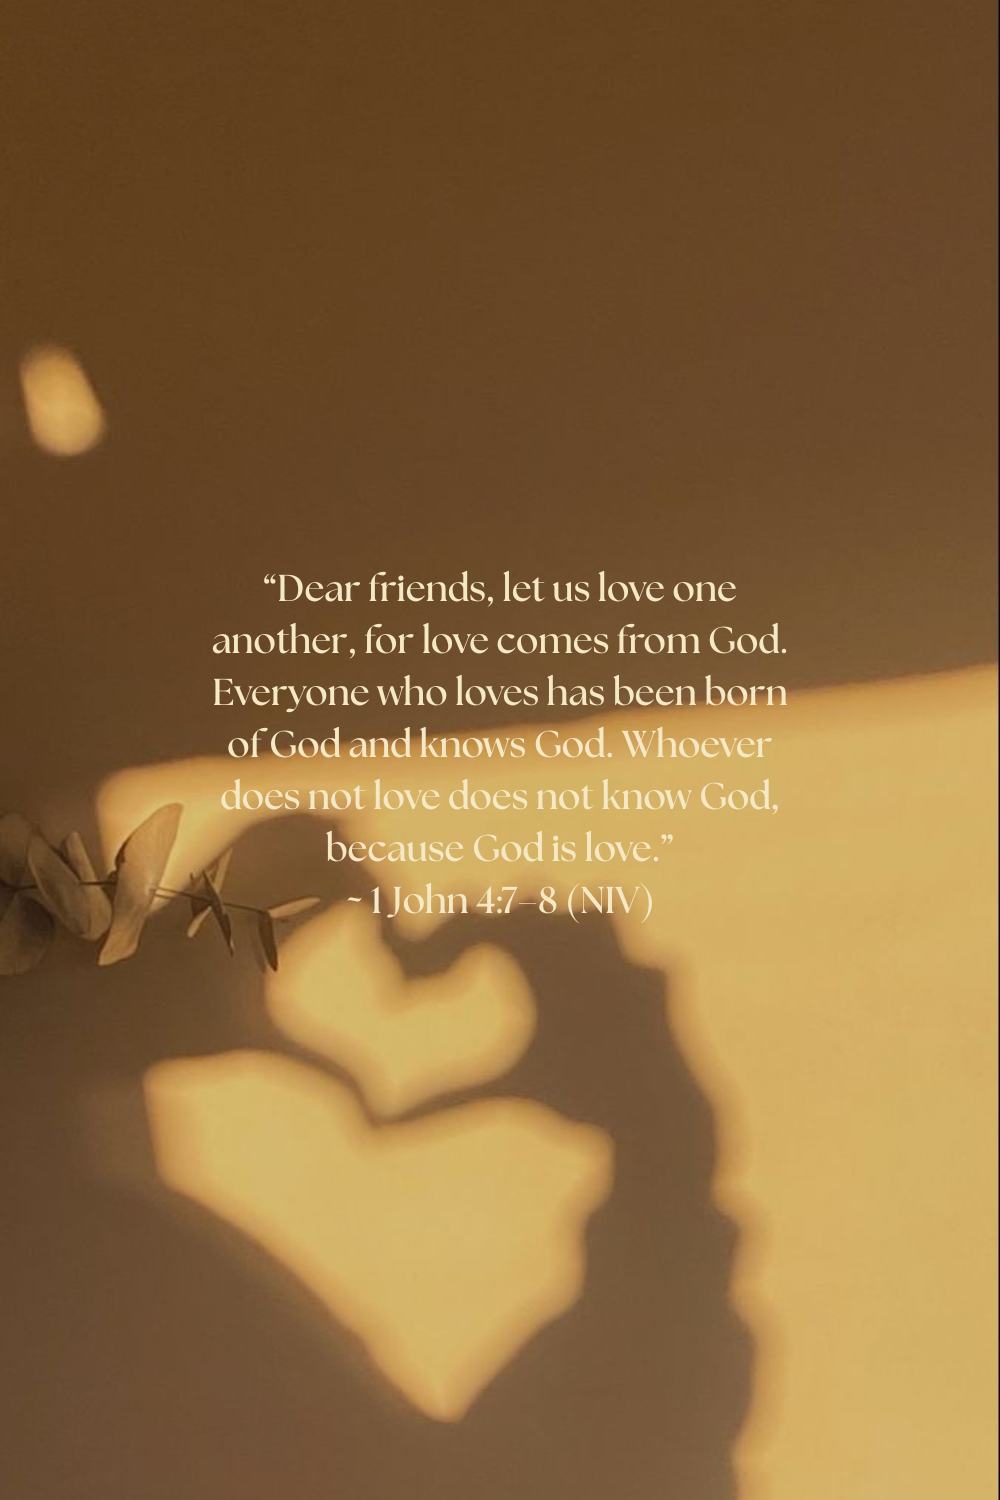 “Dear friends, let us love one
another, for love comes from God.
Everyone who loves has been born
of God and knows God. Whoever
does not love does not know God,
because God is love.”
~ 1 John 4:7–8 (NIV)